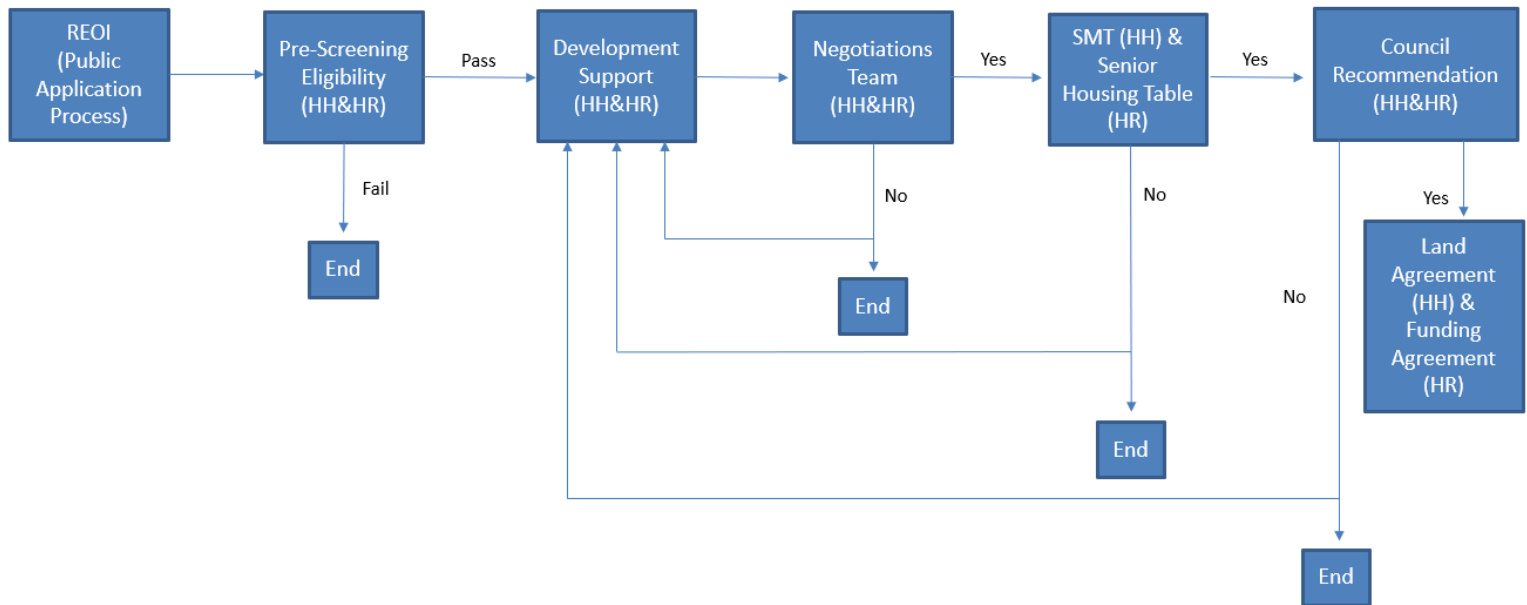 REOI
(Public
Application
Process)
Pre-Screening
Eligibility
(HH&HR)
Pass
Development
Support
(HH&HR)
Negotiations
Team
(HH&HR)
Yes
SMT (HH) &
Senior
Housing Table
(HR)
Yes
Council
Recommendation
(HH&HR)
Fail
End
No
End
No
End
No
End
Yes
Land
Agreement
(HH) &
Funding
Agreement
(HR)